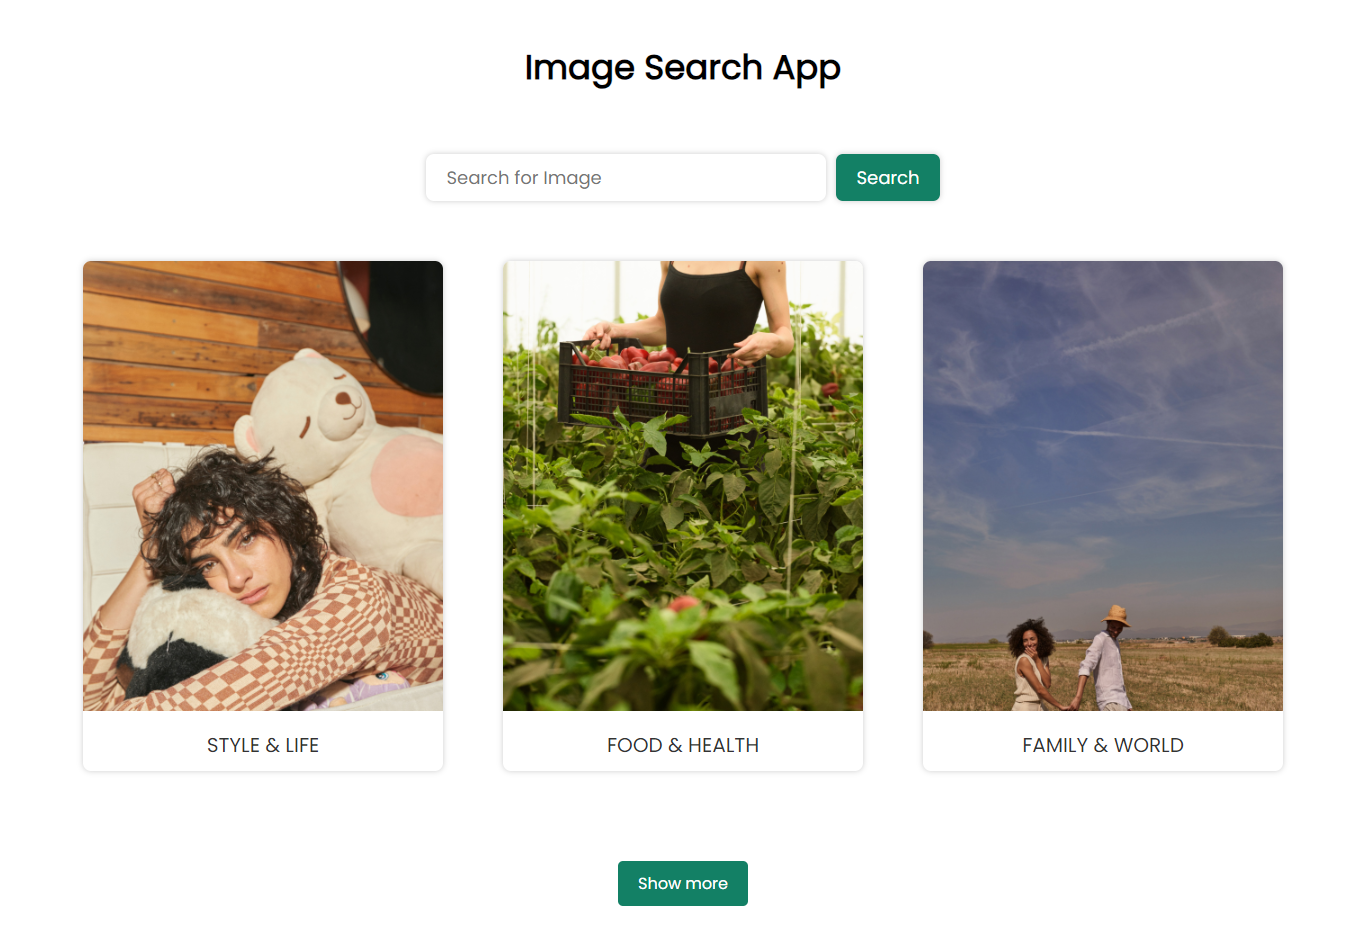 Image Search App
Search for Image
Search
STYLE & LIFE
FOOD & HEALTH
FAMILY & WORLD
Show more